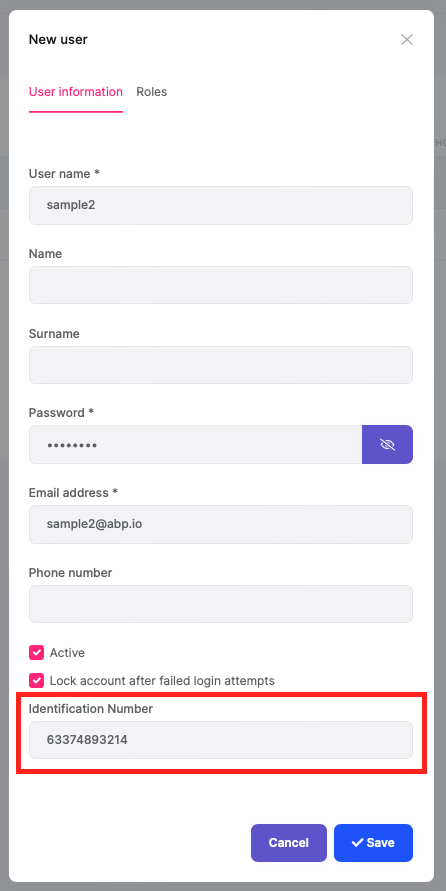 New user
User information Roles
User name *
sample2
Name
Surname
Password *
••••••••
Email address *
sample2@abp.io
Phone number
Active
Lock account after failed login attempts
Identification Number
63374893214
Cancel Save